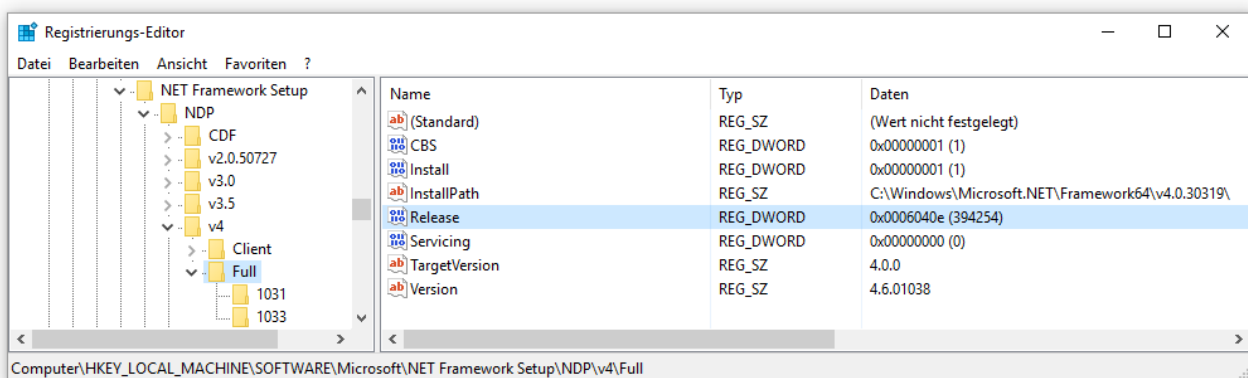 Registrierungs-Editor
Datei Bearbeiten Ansicht Favoriten ?
NET Framework Setup
NDP
CDF
v2.0.50727
v3.0
v3.5
v4
Client
Full
1031
1033
Name Typ Daten
(Standard) REG_SZ (Wert nicht festgelegt)
CBS REG_DWORD 0x00000001 (1)
Install REG_DWORD 0x00000001 (1)
InstallPath REG_SZ C:\Windows\Microsoft.NET\Framework64\v4.0.30319\
Release REG_DWORD 0x0006040e (394254)
Servicing REG_DWORD 0x00000000 (0)
TargetVersion REG_SZ 4.0.0
Version REG_SZ 4.6.01038
Computer\HKEY_LOCAL_MACHINE\SOFTWARE\Microsoft\NET Framework Setup\NDP\v4\Full